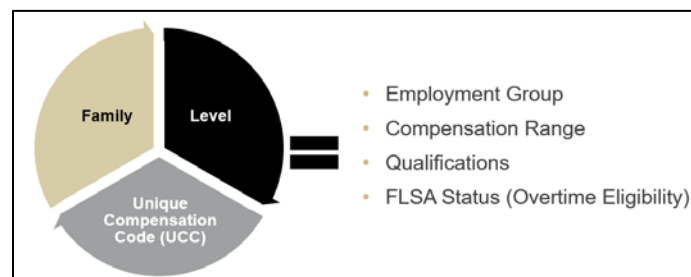 Family
Level
Unique
Compensation
Code (UCC)
• Employment Group
• Compensation Range
• Qualifications
• FLSA Status (Overtime Eligibility)